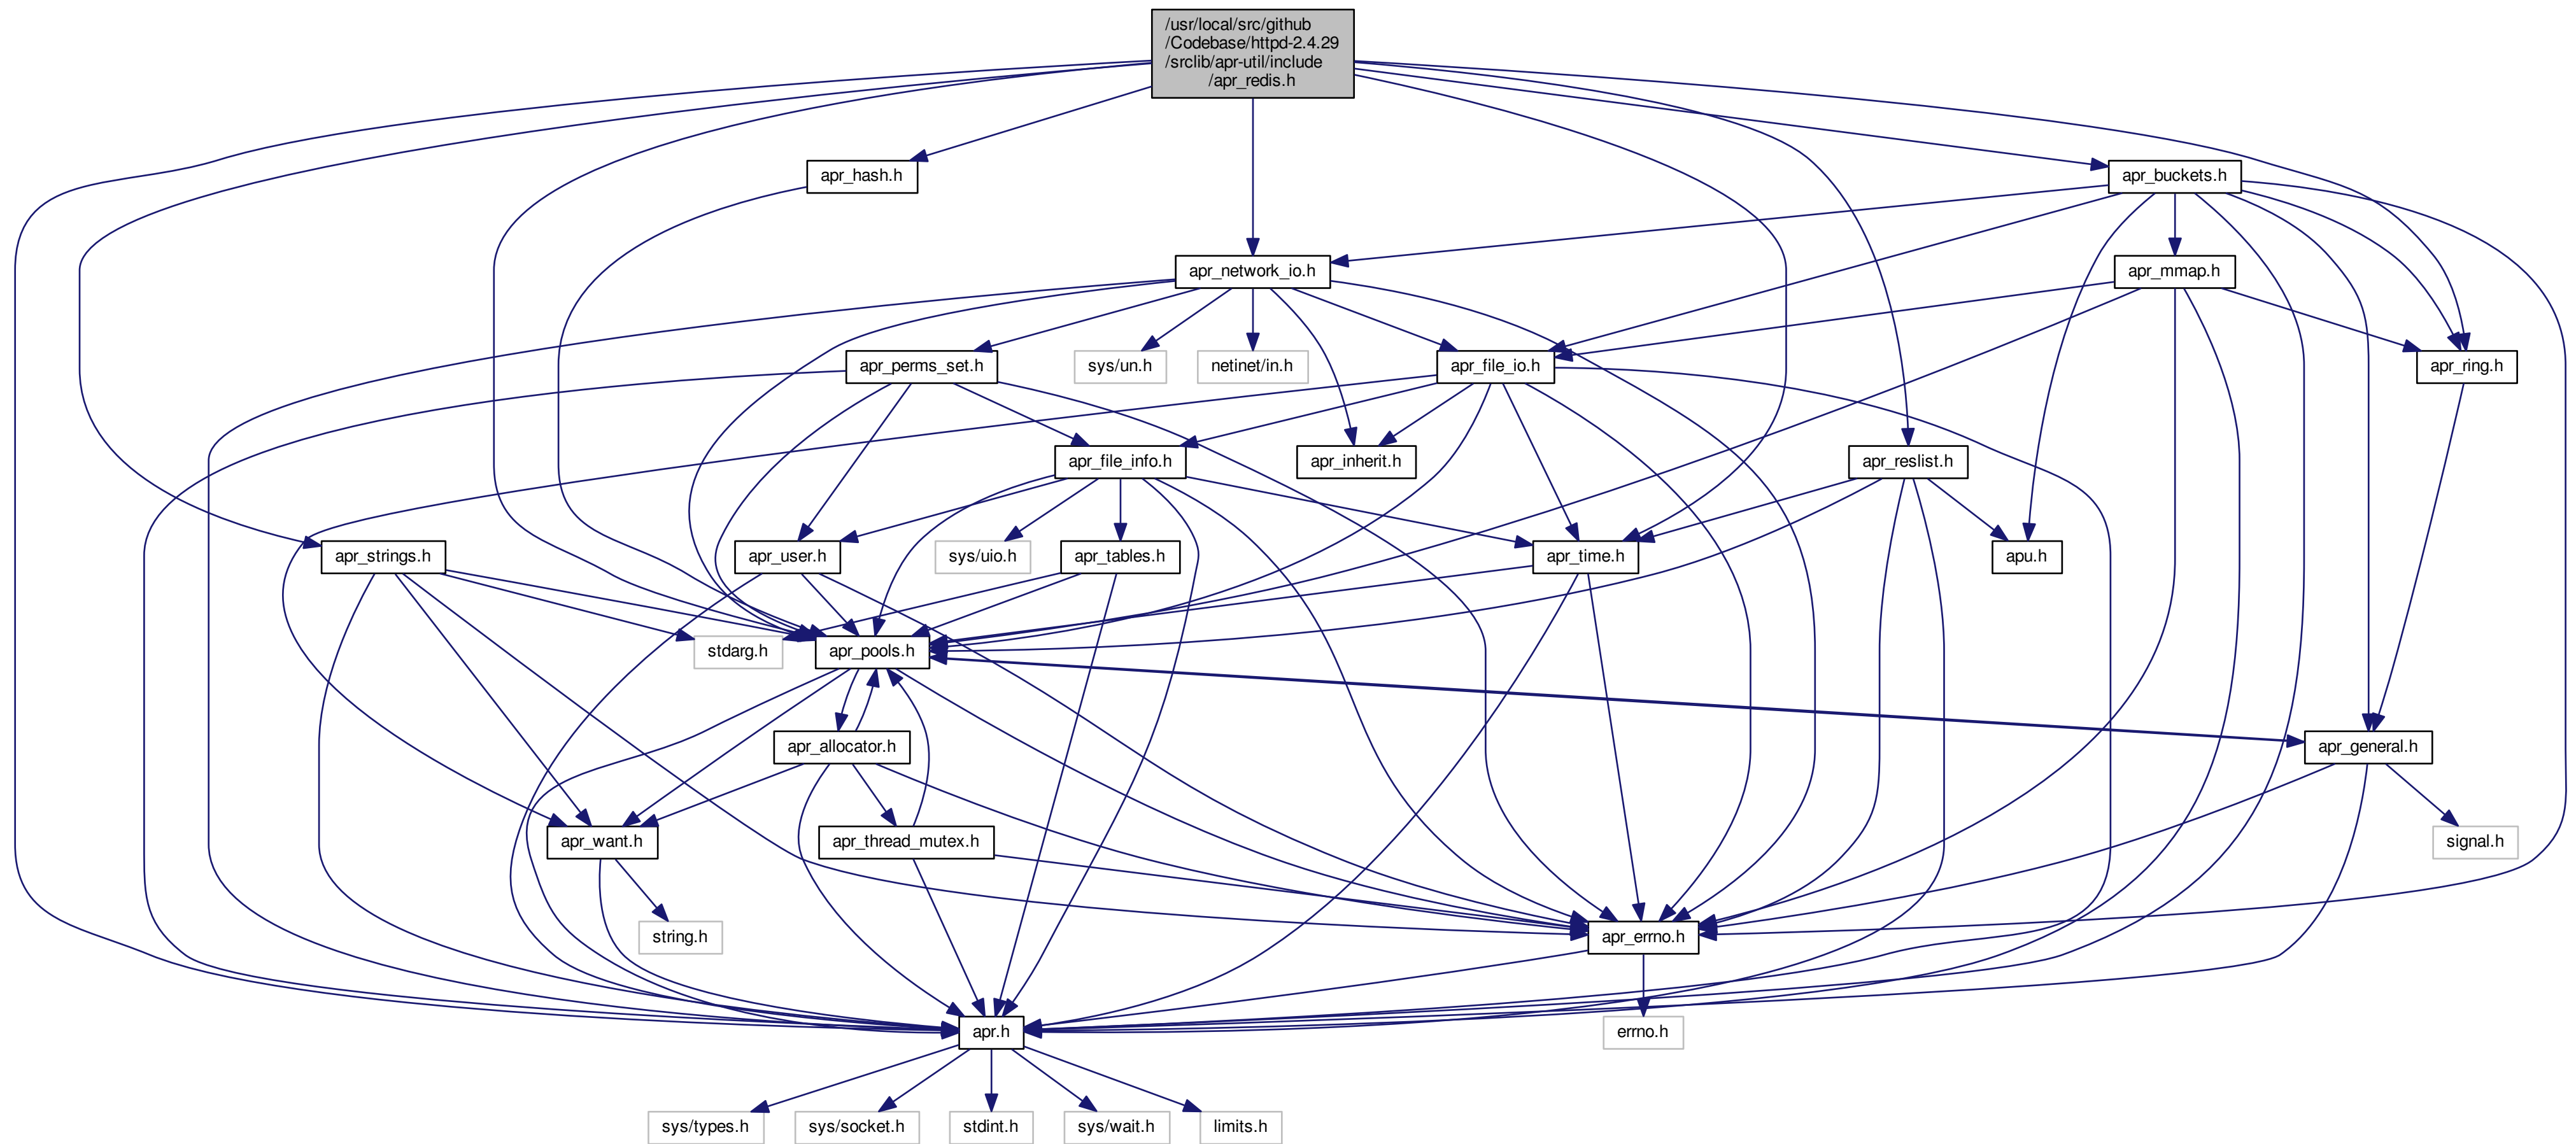 /usr/local/src/github
/Codebase/httpd-2.4.29
/srclib/apr-util/include
/apr_redis.h
apr_hash.h
apr_buckets.h
apr_network_io.h
apr_mmap.h
apr_perms_set.h
sys/un.h
netinet/in.h
apr_file_io.h
apr_ring.h
apr_file_info.h
apr_inherit.h
apr_reslist.h
apr_strings.h
apr_user.h
sys/uio.h
apr_tables.h
apr_time.h
apu.h
stdarg.h
apr_pools.h
apr_allocator.h
apr_general.h
apr_want.h
apr_thread_mutex.h
signal.h
string.h
apr_errno.h
apr.h
errno.h
sys/types.h
sys/socket.h
stdint.h
sys/wait.h
limits.h